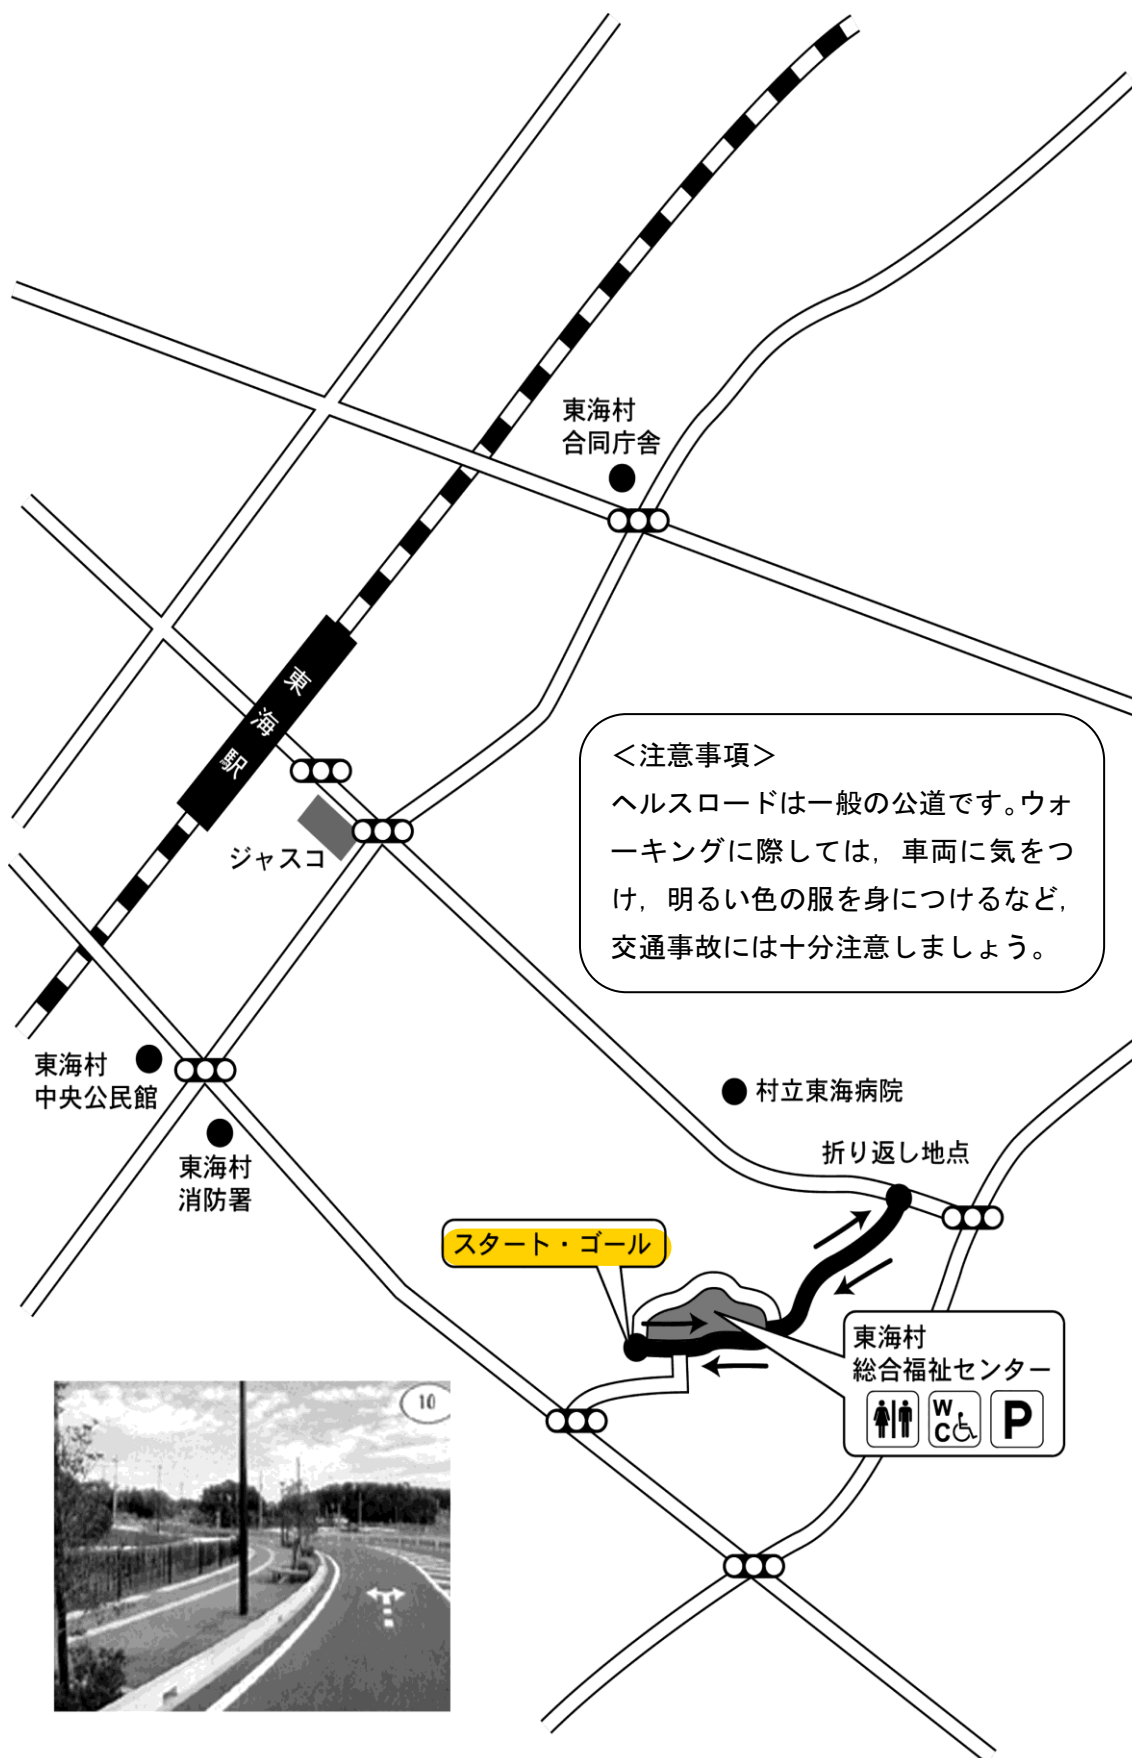 東海村
合同庁舎
東海駅
ジャスコ
＜注意事項＞
ヘルスロードは一般の公道です。ウォ
ーキングに際しては，車両に気をつ
け，明るい色の服を身につけるなど，
交通事故には十分注意しましょう。
東海村
中央公民館
東海村
消防署
村立東海病院
折り返し地点
スタート・ゴール
東海村
総合福祉センター
W
C
P
10